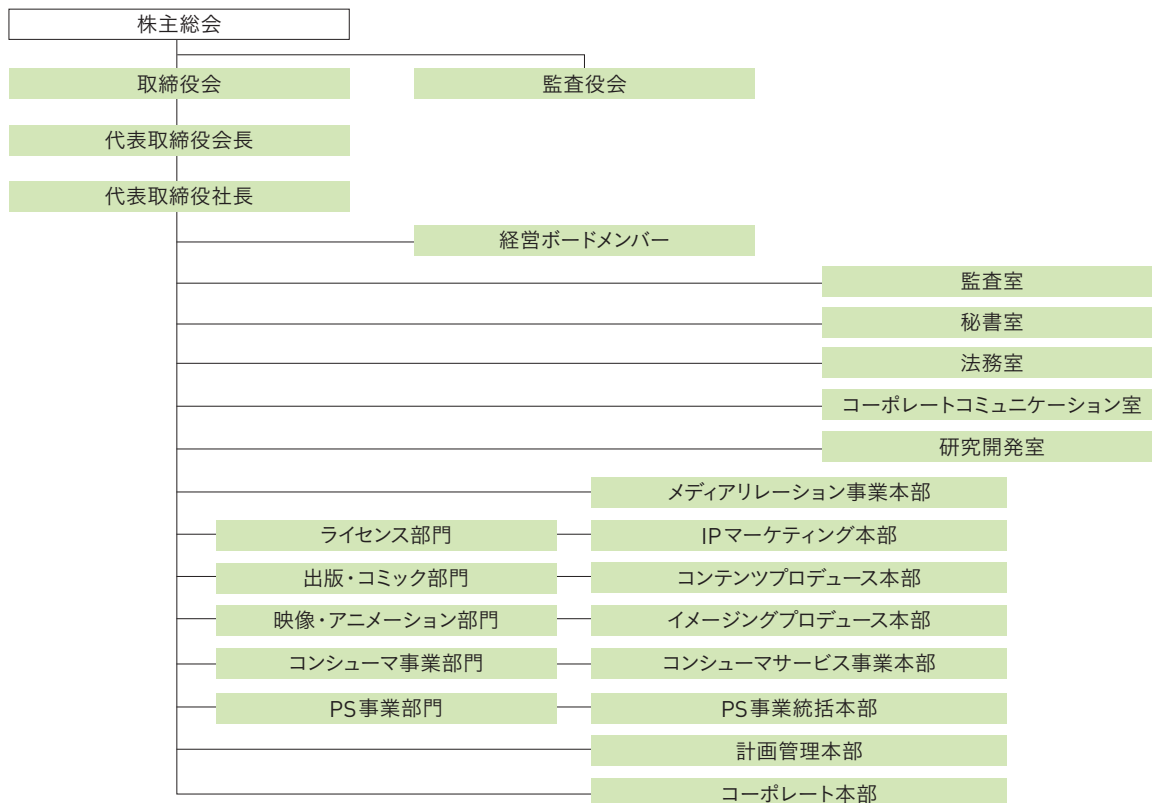 株主総会
取締役会
監査役会
代表取締役会長
代表取締役社長
経営ボードメンバー
監査室
秘書室
法務室
コーポレートコミュニケーション室
研究開発室
メディアリレーション事業本部
ライセンス部門
IPマーケティング本部
出版・コミック部門
コンテンツプロデュース本部
映像・アニメーション部門
イメージングプロデュース本部
コンシューマ事業部門
コンシューマサービス事業本部
PS事業部門
PS事業統括本部
計画管理本部
コーポレート本部